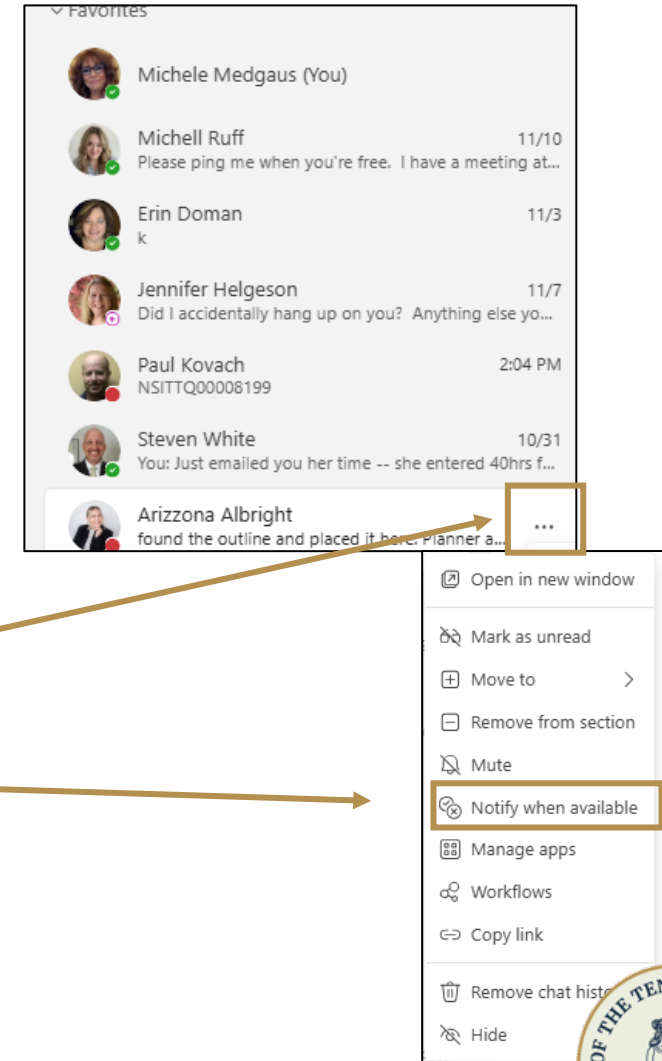 Favorites
Michele Medgaus (You)
Michell Ruff 11/10
Please ping me when you're free. I have a meeting at...
Erin Doman 11/3
k
Jennifer Helgeson 11/7
Did I accidentally hang up on you? Anything else yo...
Paul Kovach 2:04 PM
NSITTQ00008199
Steven White 10/31
You: Just emailed you her time -- she entered 40hrs f...
Arizzona Albright ...
found the outline and placed it here. Planner a...
Open in new window
Mark as unread
Move to >
Remove from section
Mute
Notify when available
Manage apps
Workflows
Copy link
Remove chat histo
Hide
OF THE TEN